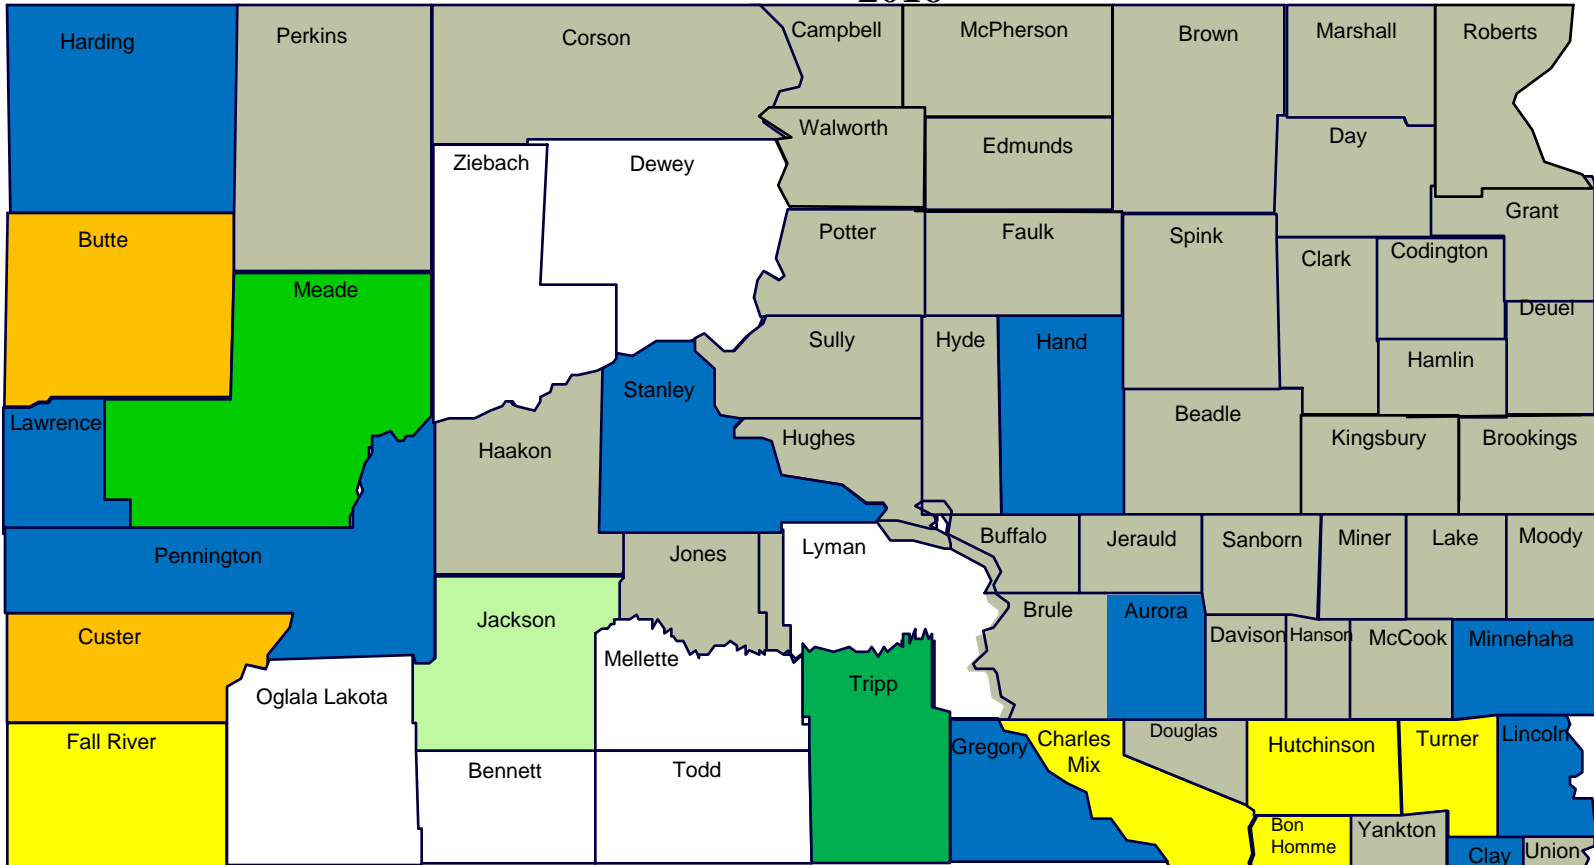 Harding
Perkins
Corson
Campbell
McPherson
Brown
Marshall
Roberts
Walworth
Edmunds
Day
Ziebach
Dewey
Grant
Butte
Potter
Faulk
Spink
Clark
Codington
Meade
Deuel
Sully
Hyde
Hand
Hamlin
Stanley
Lawrence
Haakon
Hughes
Beadle
Kingsbury
Brookings
Pennington
Jones
Lyman
Buffalo
Jerauld
Sanborn
Miner
Lake
Moody
Custer
Jackson
Brule
Aurora
Davison
Hanson
McCook
Minnehaha
Mellette
Oglala Lakota
Tripp
Fall River
Bennett
Todd
Gregory
Charles
Mix
Douglas
Hutchinson
Turner
Lincoln
Bon
Homme
Yankton
Clay
Union